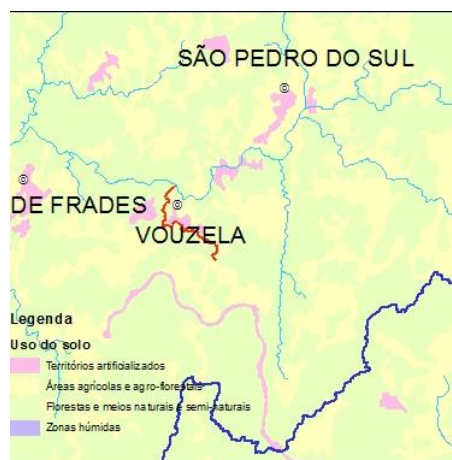 SÃO PEDRO DO SUL
DE FRADES
VOUZELA
Legenda
Uso do solo
Territórios artificializados
Áreas agrícolas e agro-florestais
Florestas e meios naturais e semi-naturais
Zonas húmidas